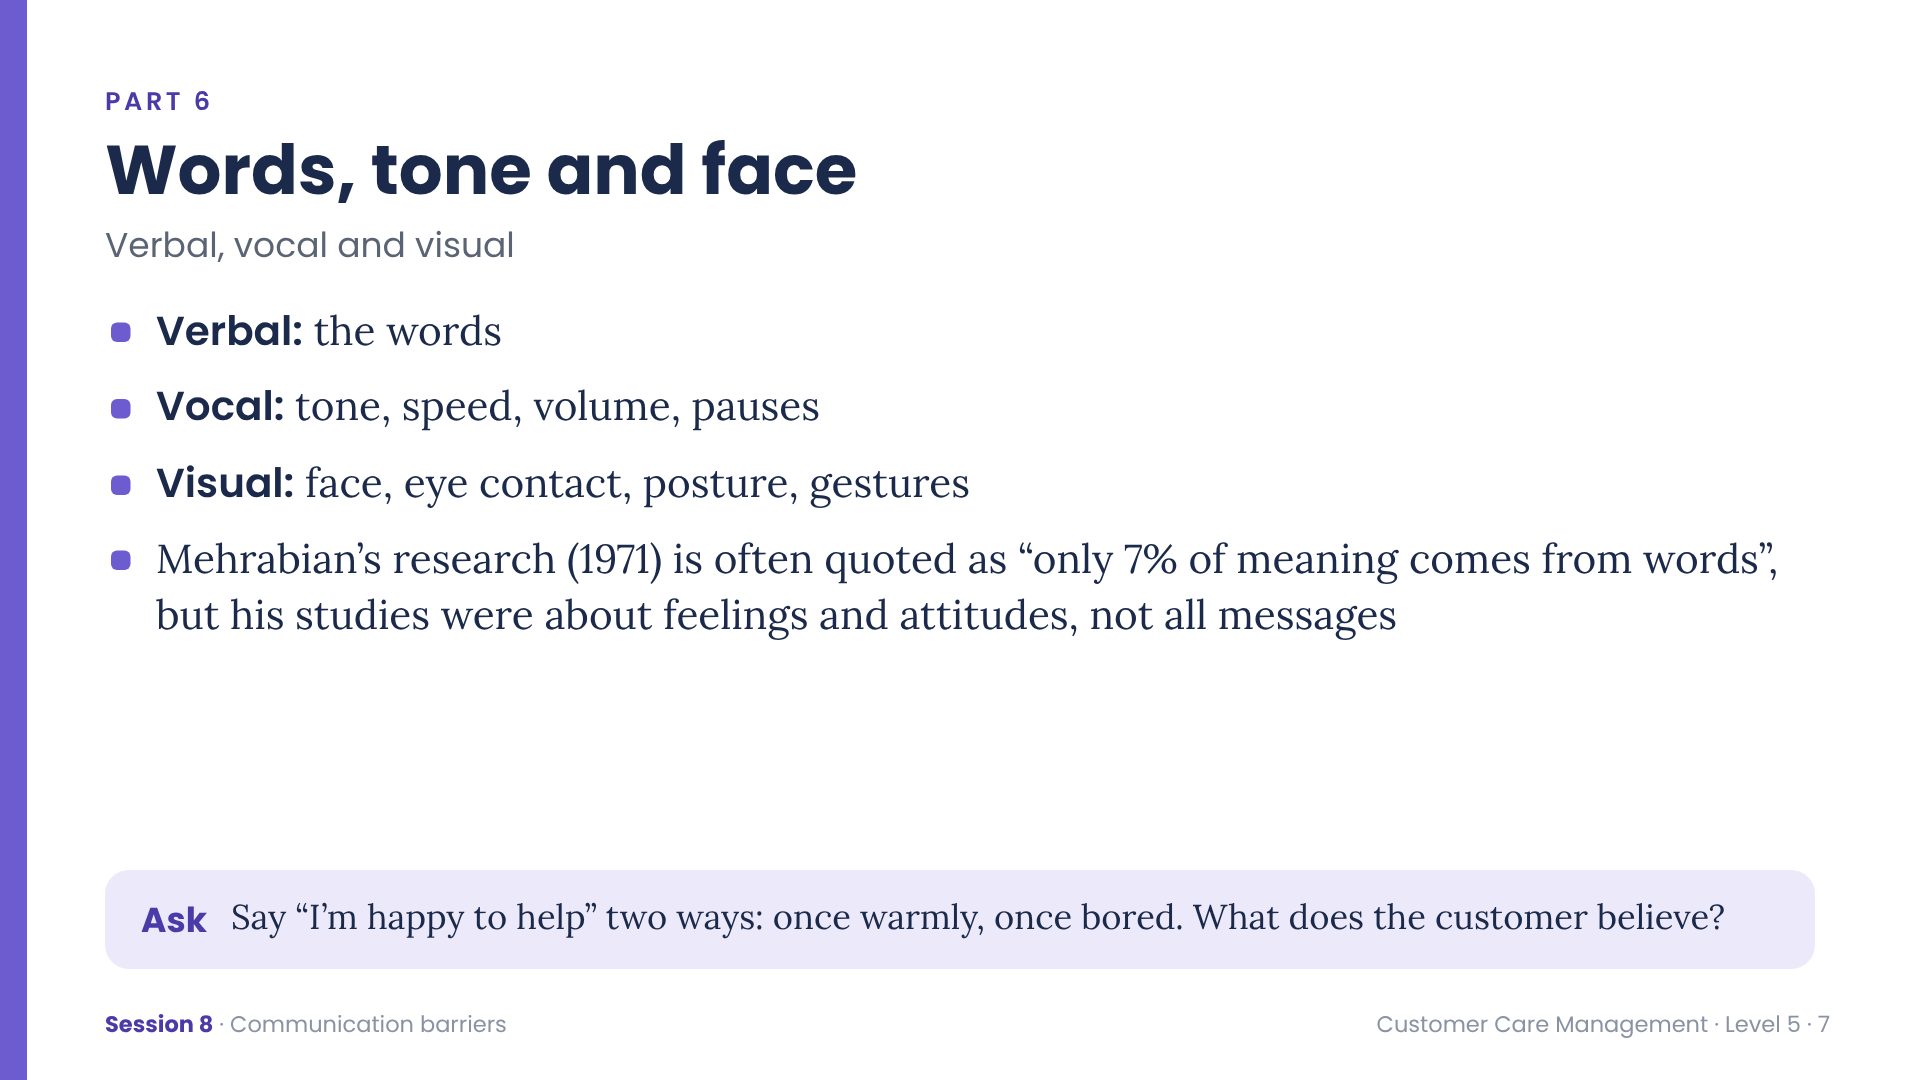 PART 6
Words, tone and face
Verbal, vocal and visual
Verbal: the words
Vocal: tone, speed, volume, pauses
Visual: face, eye contact, posture, gestures
Mehrabian’s research (1971) is often quoted as “only 7% of meaning comes from words”,
but his studies were about feelings and attitudes, not all messages
Ask Say “I’m happy to help” two ways: once warmly, once bored. What does the customer believe?
Session 8 · Communication barriers
Customer Care Management · Level 5 · 7